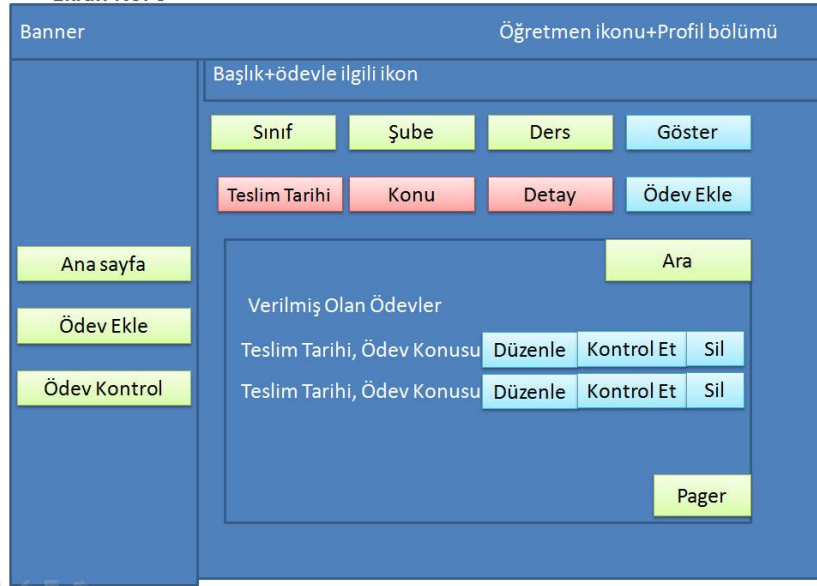 Banner
Öğretmen ikonu+Profil bölümü
Başlık+ödevle ilgili ikon
Sınıf Şube Ders Göster
Teslim Tarihi Konu Detay Ödev Ekle
Ana sayfa
Ödev Ekle
Ödev Kontrol
Ara
Verilmiş Olan Ödevler
Teslim Tarihi, Ödev Konusu Düzenle Kontrol Et Sil
Teslim Tarihi, Ödev Konusu Düzenle Kontrol Et Sil
Pager